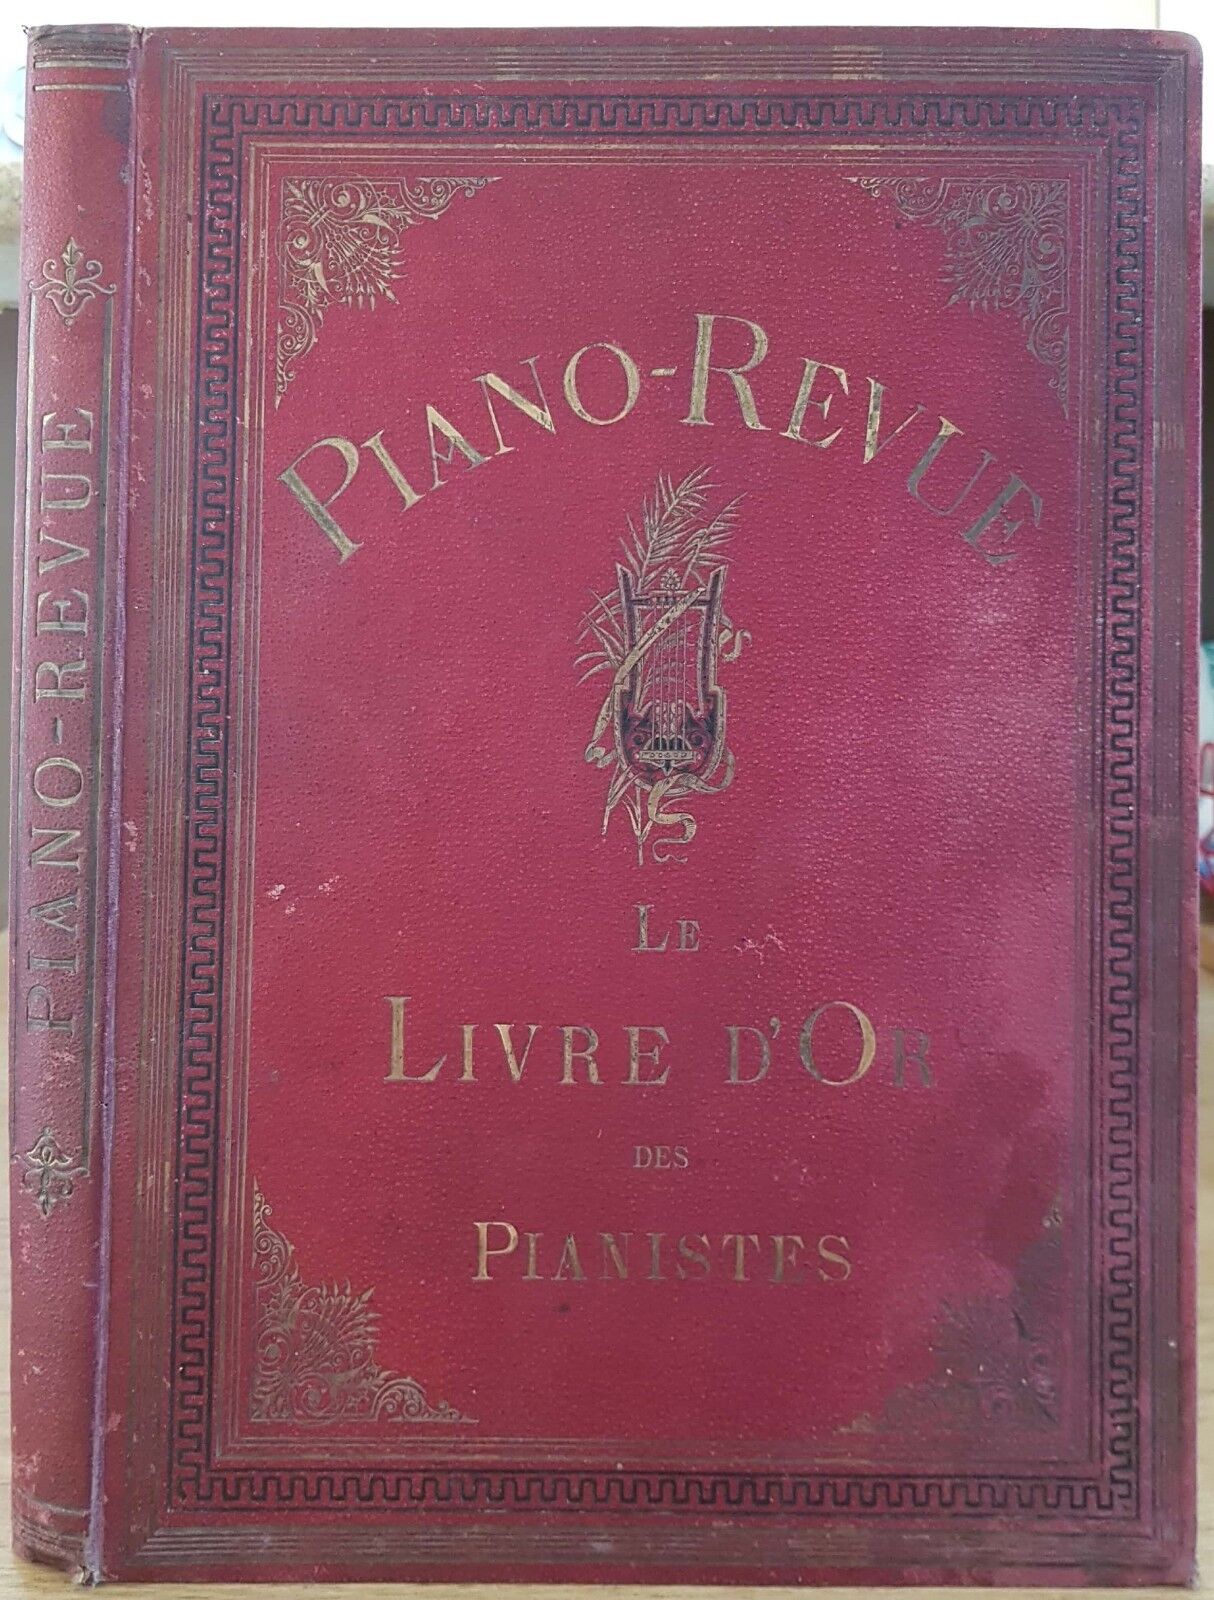 PIANO-REVUE
PIANO-REVUE
LE
LIVRE D'OR
DES
PIANISTES